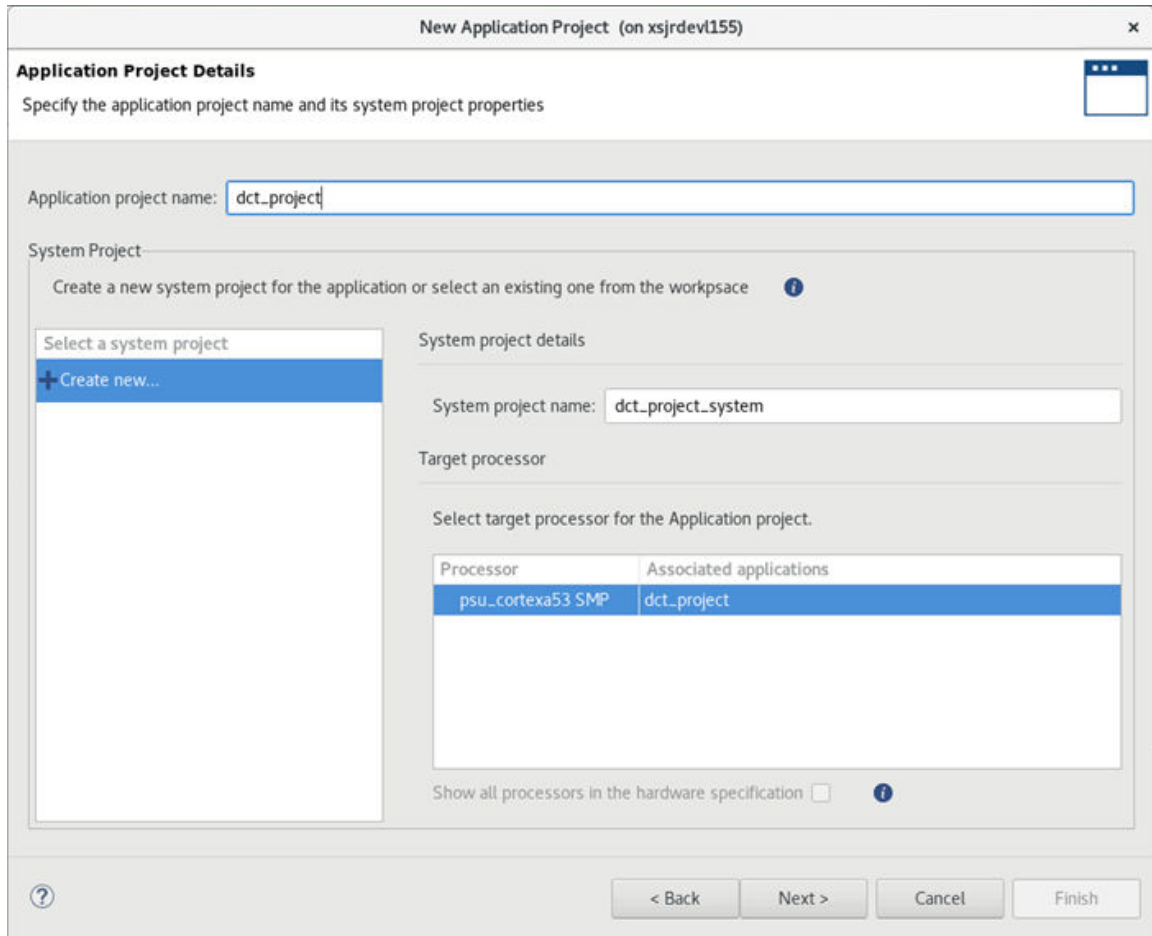 New Application Project (on xsjrdevl155)
×
Application Project Details
Specify the application project name and its system project properties
Application project name: dct_project
System Project
Create a new system project for the application or select an existing one from the workpsace
Select a system project
Create new...
System project details
System project name: dct_project_system
Target processor
Select target processor for the Application project.
Processor Associated applications
psu_cortexa53 SMP dct_project
Show all processors in the hardware specification
< Back Next > Cancel Finish